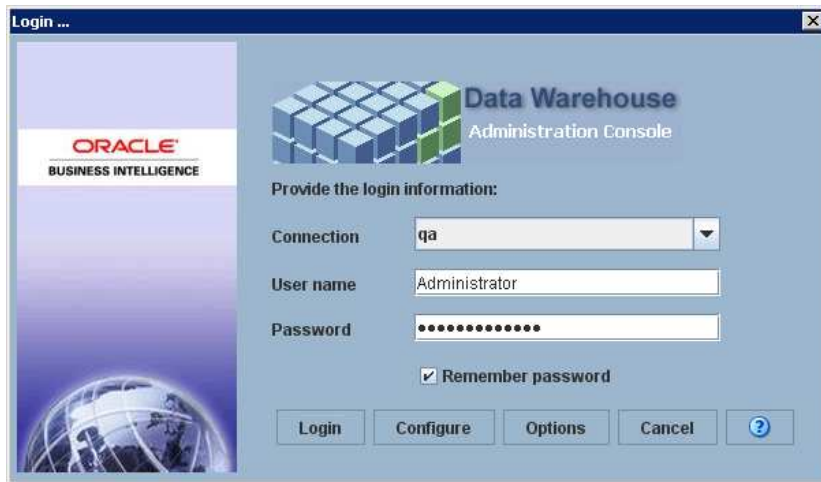 Login ...
ORACLE
BUSINESS INTELLIGENCE
Data Warehouse
Administration Console
Provide the login information:
Connection
qa
User name
Administrator
Password
•••••••••••••
Remember password
Login
Configure
Options
Cancel
?